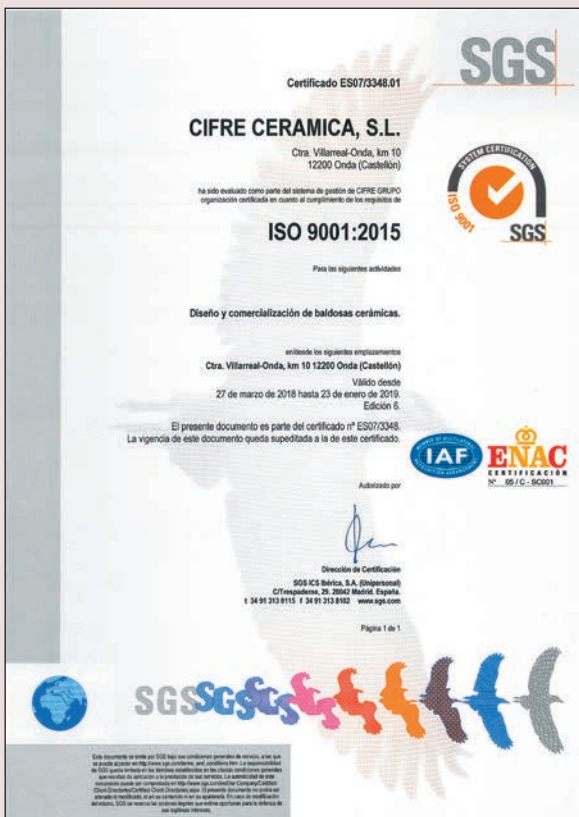 SGS
Certificado ES07/3348.01
CIFRE CERAMICA, S.L.
Ctra. Villarreal-Onda, km 10
12200 Onda (Castellón)
ha sido evaluado como parte del sistema de gestión de CIFRE GRUPO
organización certificada en cuanto al cumplimiento de los requisitos de
SYSTEM CERTIFICATION
ISO 9001
SGS
ISO 9001:2015
Para las siguientes actividades
Diseño y comercialización de baldosas cerámicas.
en/desde los siguientes emplazamientos
Ctra. Villarreal-Onda, km 10 12200 Onda (Castellón)
Válido desde
27 de marzo de 2018 hasta 23 de enero de 2019.
Edición 6.
El presente documento es parte del certificado nº ES07/3348.
La vigencia de este documento queda supeditada a la de este certificado.
IAF
ENAC
CERTIFICACIÓN
Nº 05 / C - SC001
Autorizado por
Dirección de Certificación
SGS ICS Ibérica, S.A. (Unipersonal)
C/Trespaderne, 29. 28042 Madrid. España.
t 34 91 313 8115 f 34 91 313 8102 www.sgs.com
Página 1 de 1
SGSSGSSGS